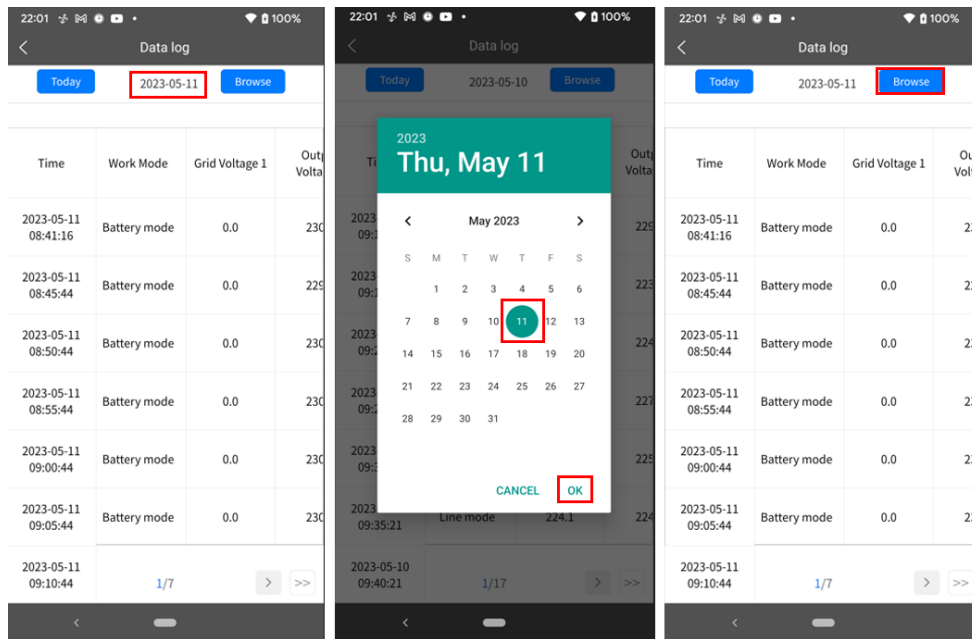 22:01 100%
Data log
Today 2023-05-11 Browse
Time Work Mode Grid Voltage 1
2023-05-11
08:41:16 Battery mode 0.0 230
2023-05-11
08:45:44 Battery mode 0.0 229
2023-05-11
08:50:44 Battery mode 0.0 230
2023-05-11
08:55:44 Battery mode 0.0 230
2023-05-11
09:00:44 Battery mode 0.0 230
2023-05-11
09:05:44 Battery mode 0.0 230
2023-05-11
09:10:44
1/7 > >>
22:01 100%
Data log
Today 2023-05-10 Browse
2023
Thu, May 11
May 2023
S M T W T F S
1 2 3 4 5 6
7 8 9 10 11 12 13
14 15 16 17 18 19 20
21 22 23 24 25 26 27
28 29 30 31
CANCEL OK
229
223
224
227
225
09:35:21 Line mode 224.1 224
2023-05-10
09:40:21
1/17 > >>
22:01 100%
Data log
Today 2023-05-11 Browse
Time Work Mode Grid Voltage 1
2023-05-11
08:41:16 Battery mode 0.0
2023-05-11
08:45:44 Battery mode 0.0
2023-05-11
08:50:44 Battery mode 0.0
2023-05-11
08:55:44 Battery mode 0.0
2023-05-11
09:00:44 Battery mode 0.0
2023-05-11
09:05:44 Battery mode 0.0
2023-05-11
09:10:44
1/7 > >>